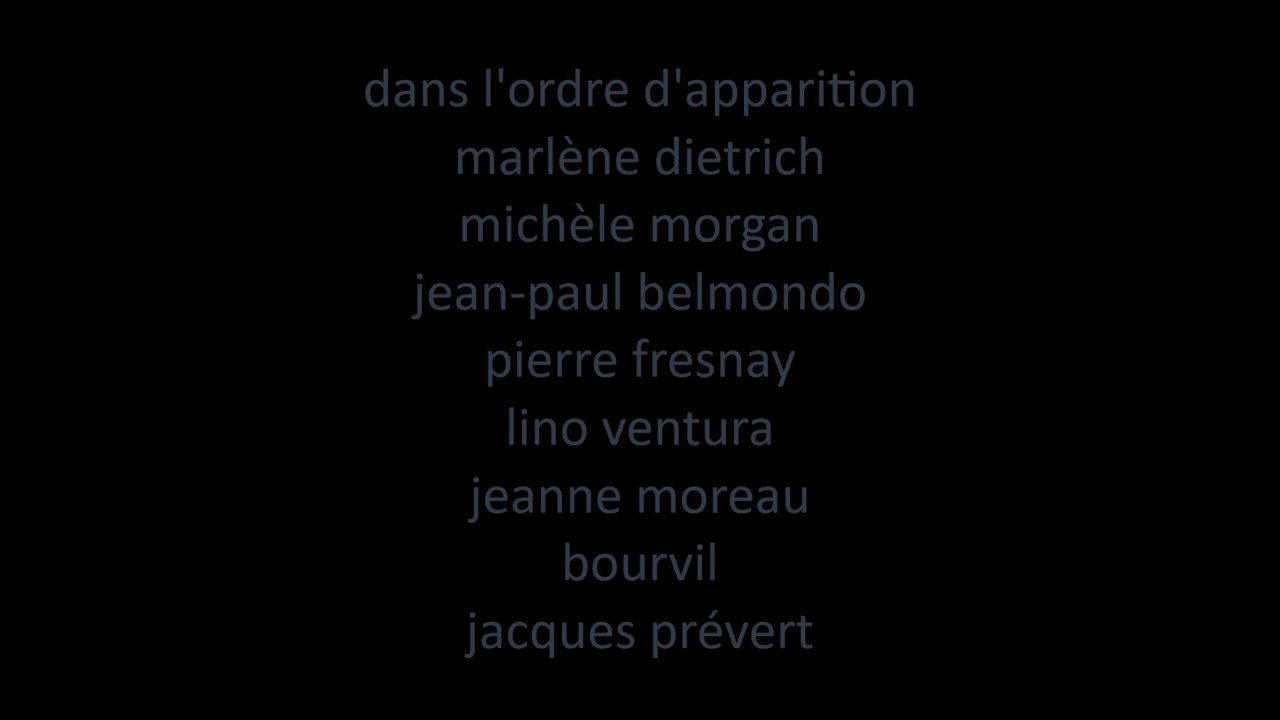 dans l'ordre d'apparition
marlène dietrich
michèle morgan
jean-paul belmondo
pierre fresnay
lino ventura
jeanne moreau
bourvil
jacques prévert